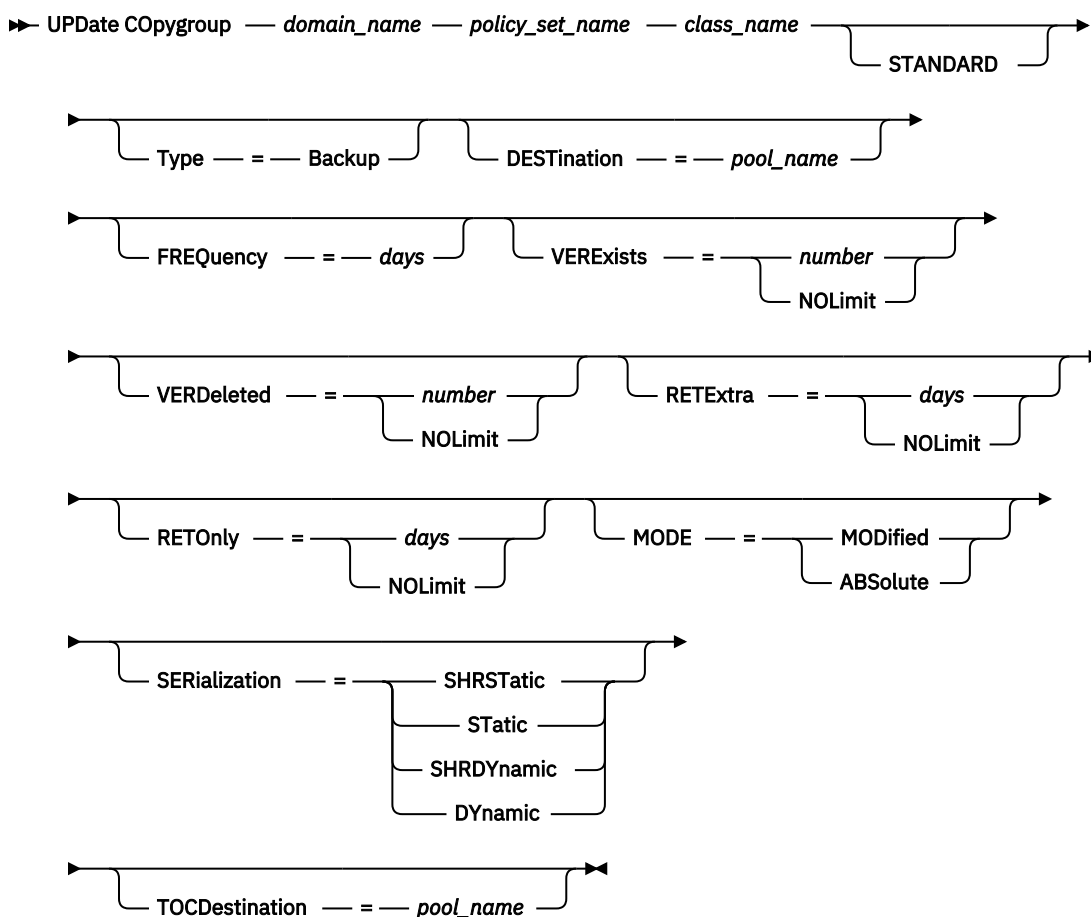 UPDate COpygroup domain_name policy_set_name class_name
STANDARD
Type = Backup DESTination = pool_name
FREQuency = days VERExists = number
NOLimit
VERDeleted = number RETExtra = days
NOLimit NOLimit
RETOnly = days MODE = MODified
NOLimit ABSolute
SERialization = SHRSTatic
STatic
SHRDYnamic
DYnamic
TOCDestination = pool_name